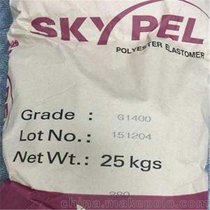 SKYPEL
POLYESTER ELASTOMER
Grade : G1400
Lot No.: 151204
Net Wt.: 25 kgs
china.makepolo.com